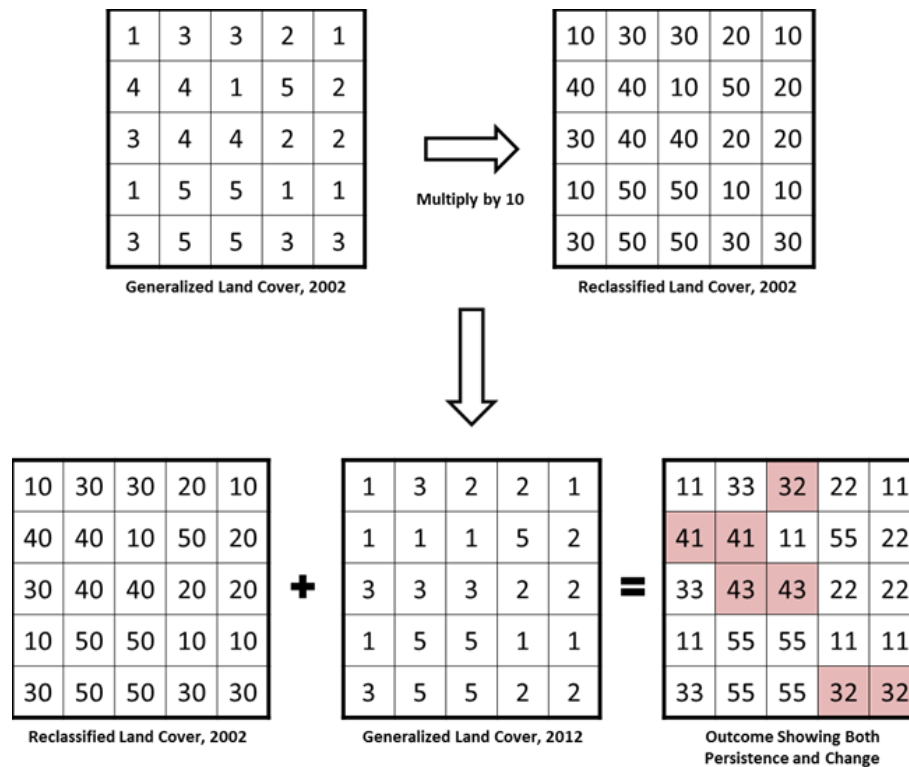 1 3 3 2 1
4 4 1 5 2
3 4 4 2 2
1 5 5 1 1
3 5 5 3 3
Generalized Land Cover, 2002
Multiply by 10
10 30 30 20 10
40 40 10 50 20
30 40 40 20 20
10 50 50 10 10
30 50 50 30 30
Reclassified Land Cover, 2002
10 30 30 20 10
40 40 10 50 20
30 40 40 20 20
10 50 50 10 10
30 50 50 30 30
Reclassified Land Cover, 2002
+
1 3 2 2 1
1 1 1 5 2
3 3 3 2 2
1 5 5 1 1
3 5 5 2 2
Generalized Land Cover, 2012
=
11 33 32 22 11
41 41 11 55 22
33 43 43 22 22
11 55 55 11 11
33 55 55 32 32
Outcome Showing Both
Persistence and Change